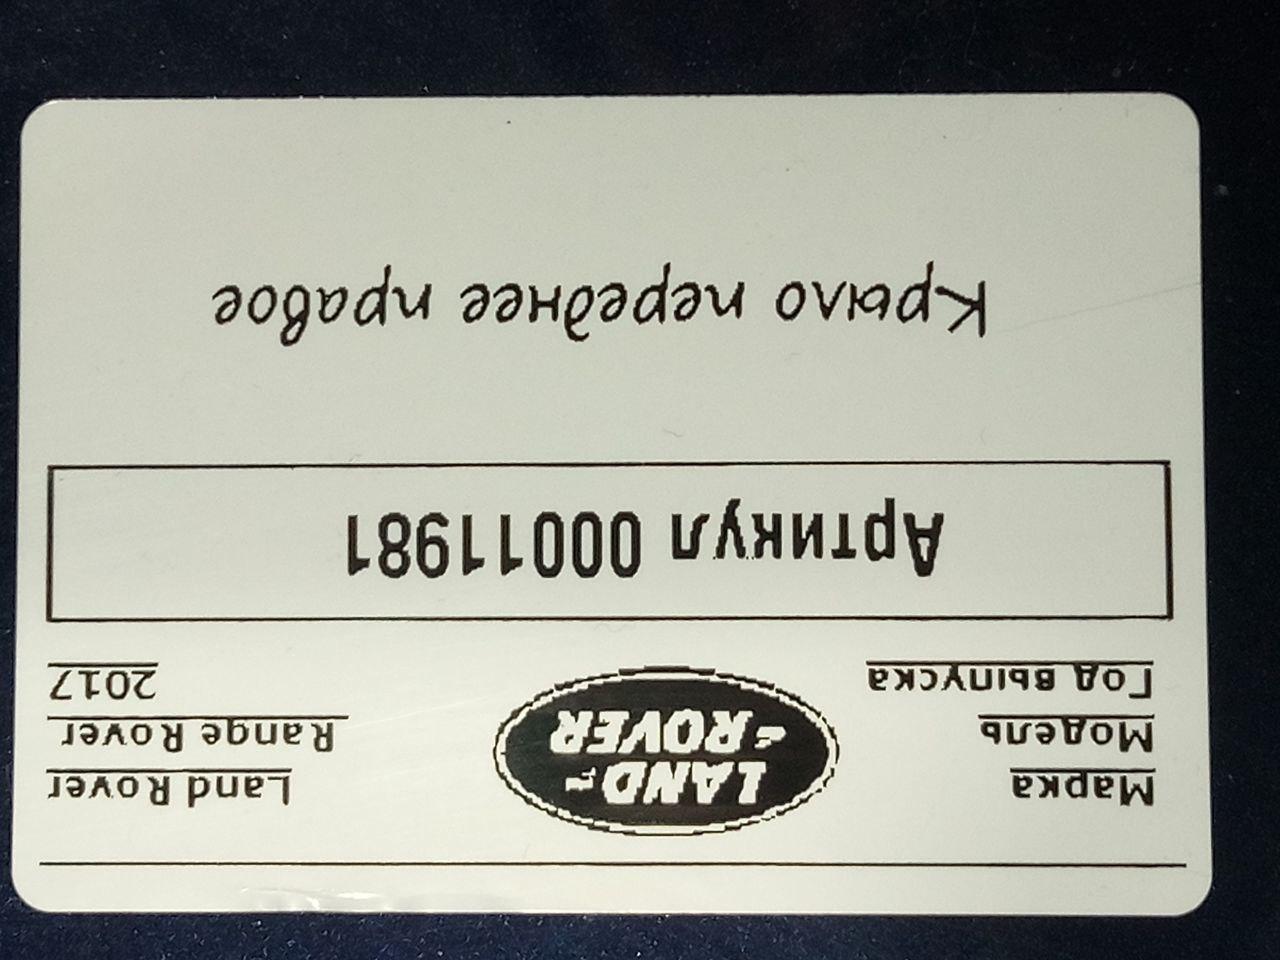 Марка Land Rover
Модель Range Rover
Год выпуска 2017
LAND-
-ROVER
Артикул 00011981
Крыло переднее правое